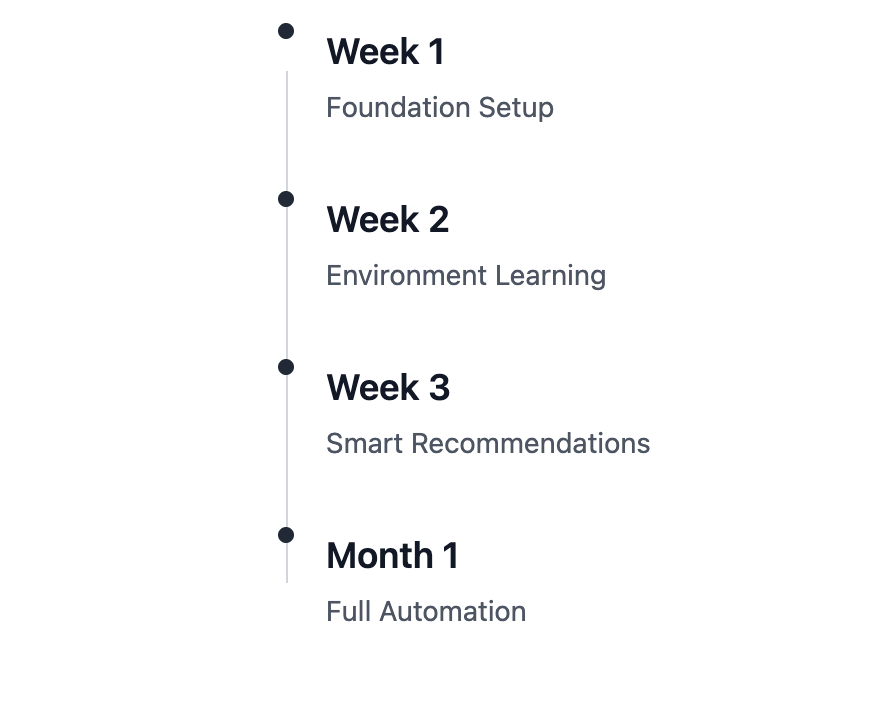 Week 1
Foundation Setup
Week 2
Environment Learning
Week 3
Smart Recommendations
Month 1
Full Automation